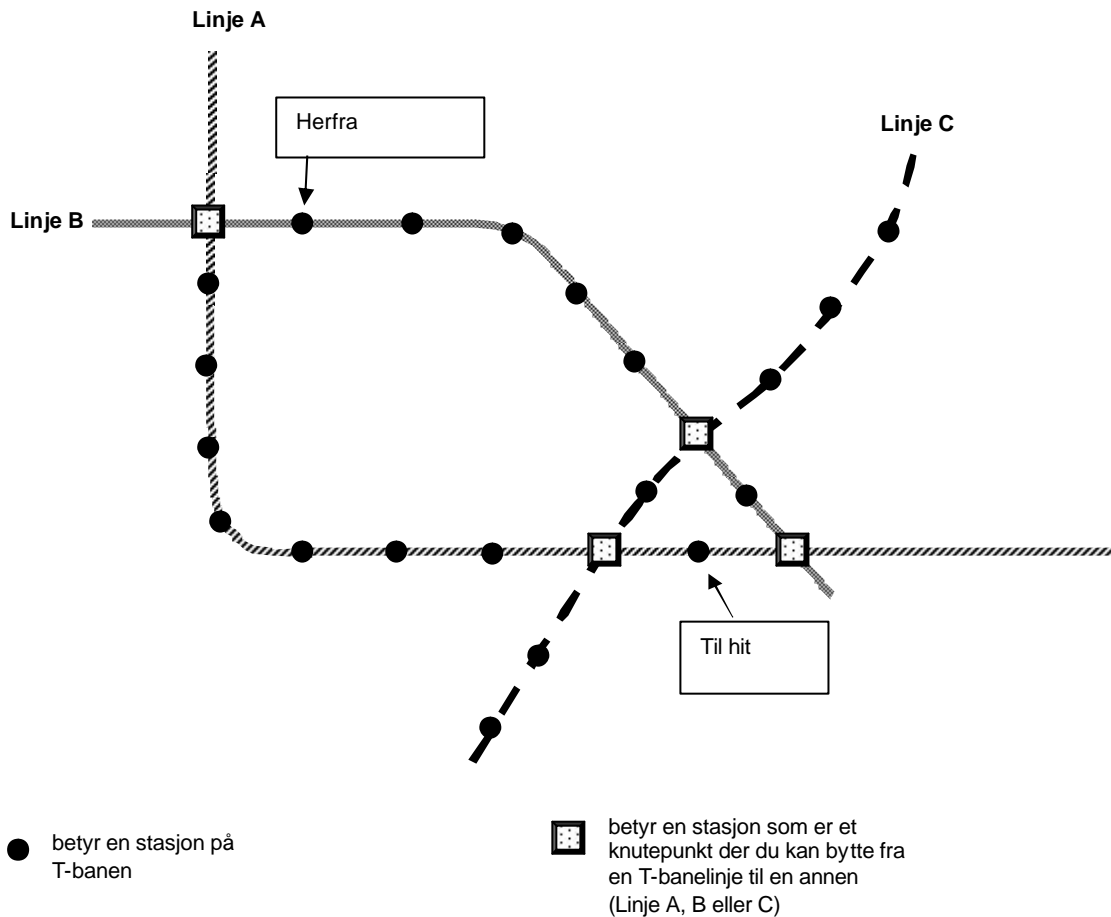 Linje A
Herfra
Linje C
Linje B
Til hit
betyr en stasjon på
T-banen
betyr en stasjon som er et
knutepunkt der du kan bytte fra
en T-banelinje til en annen
(Linje A, B eller C)